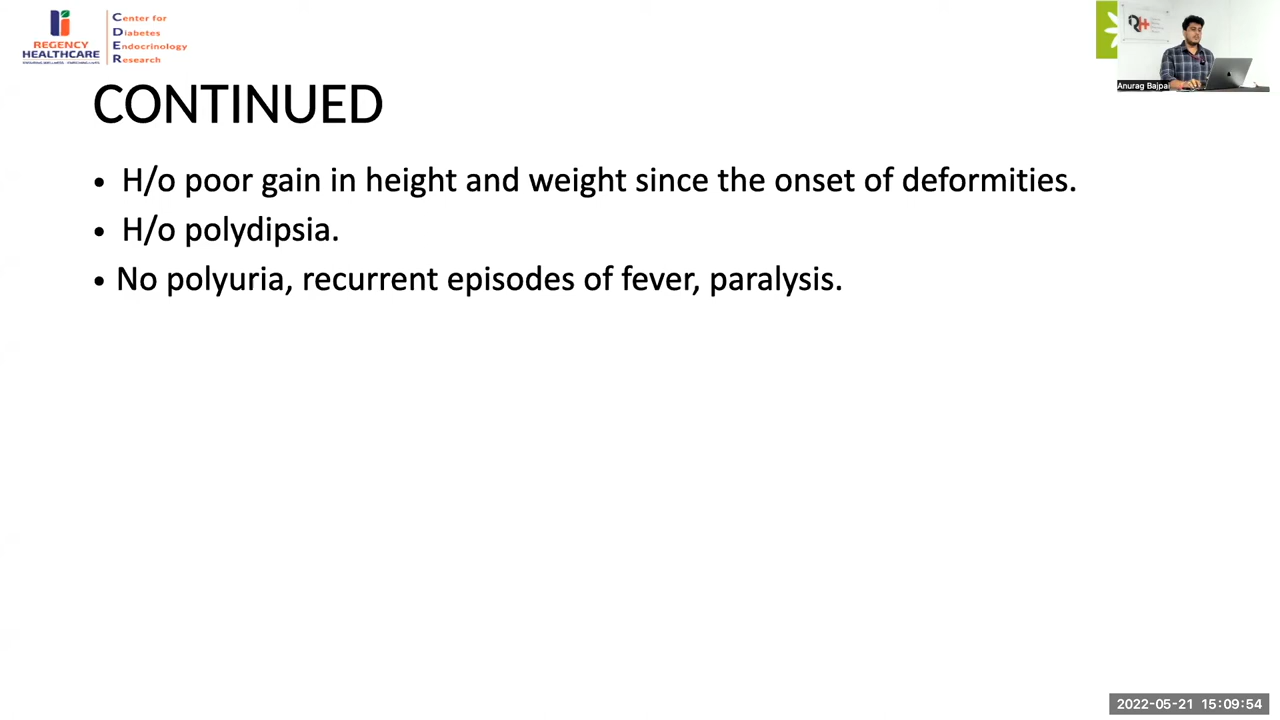 REGENCY
HEALTHCARE
Center for
Diabetes
Endocrinology
Research
Anurag Bajpai
CONTINUED
• H/o poor gain in height and weight since the onset of deformities.
• H/o polydipsia.
• No polyuria, recurrent episodes of fever, paralysis.
2022-05-21 15:09:54